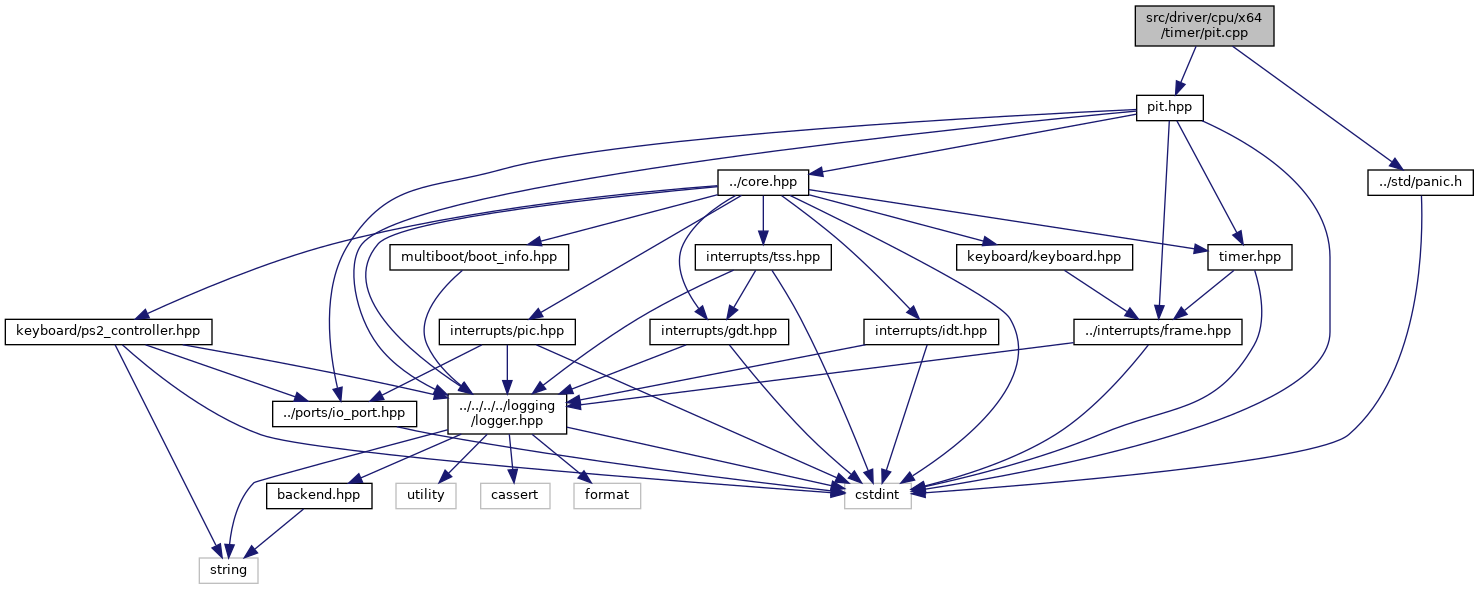 src/driver/cpu/x64
/timer/pit.cpp
pit.hpp
../core.hpp
../std/panic.h
multiboot/boot_info.hpp
interrupts/tss.hpp
keyboard/keyboard.hpp
timer.hpp
keyboard/ps2_controller.hpp
interrupts/pic.hpp
interrupts/gdt.hpp
interrupts/idt.hpp
../interrupts/frame.hpp
../ports/io_port.hpp
../../../../logging
/logger.hpp
backend.hpp
utility
cassert
format
cstdint
string